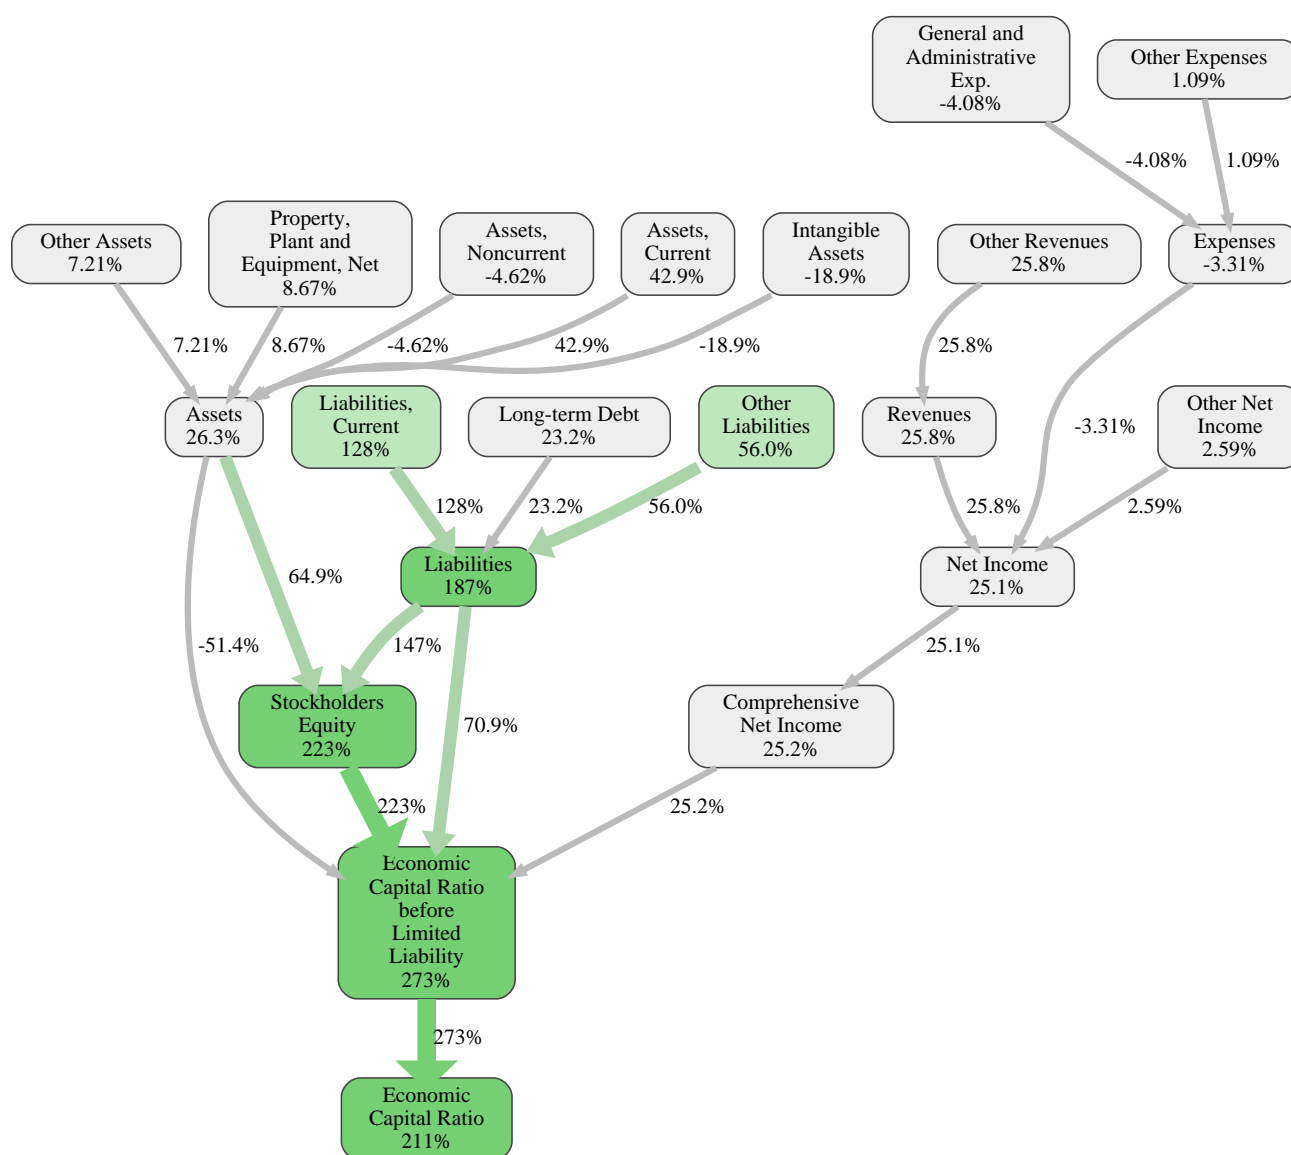 General and
Administrative
Exp.
-4.08%
Other Expenses
1.09%
-4.08%
1.09%
Other Assets
7.21%
Property,
Plant and
Equipment, Net
8.67%
Assets,
Noncurrent
-4.62%
Assets,
Current
42.9%
Intangible
Assets
-18.9%
Other Revenues
25.8%
Expenses
-3.31%
7.21%
8.67%
-4.62%
42.9%
-18.9%
25.8%
-3.31%
Assets
26.3%
Liabilities,
Current
128%
Long-term Debt
23.2%
Other
Liabilities
56.0%
Revenues
25.8%
Other Net
Income
2.59%
128%
23.2%
56.0%
25.8%
2.59%
Liabilities
187%
Net Income
25.1%
64.9%
-51.4%
147%
70.9%
25.1%
Stockholders
Equity
223%
Comprehensive
Net Income
25.2%
223%
25.2%
Economic
Capital Ratio
before
Limited
Liability
273%
273%
Economic
Capital Ratio
211%